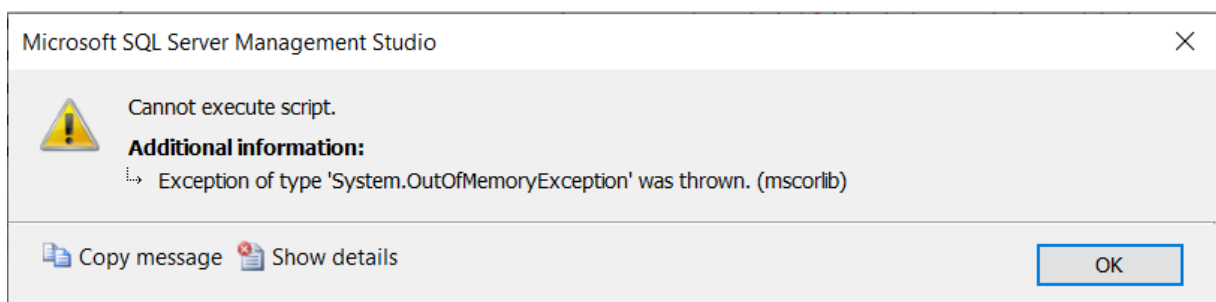 Microsoft SQL Server Management Studio
Cannot execute script.
Additional information:
Exception of type 'System.OutOfMemoryException' was thrown. (mscorlib)
Copy message Show details
OK